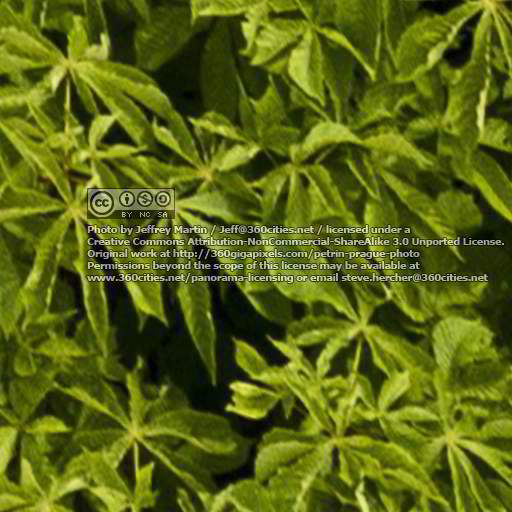 cc
BY NC SA
Photo by Jeffrey Martin / Jeff@360cities.net / licensed under a
Creative Commons Attribution-NonCommercial-ShareAlike 3.0 Unported License.
Original work at http://360gigapixels.com/petrin-prague-photo
Permissions beyond the scope of this license may be available at
www.360cities.net/panorama-licensing or email steve.hercher@360cities.net